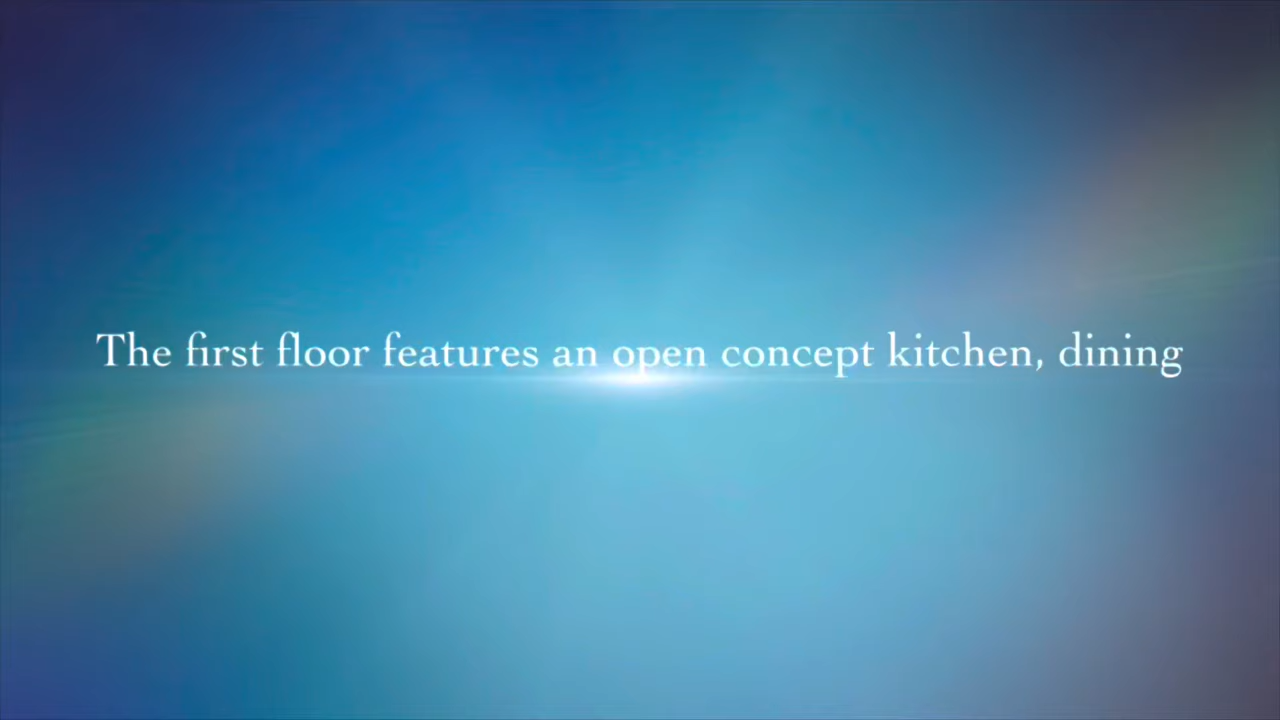 The first floor features an open concept kitchen, dining